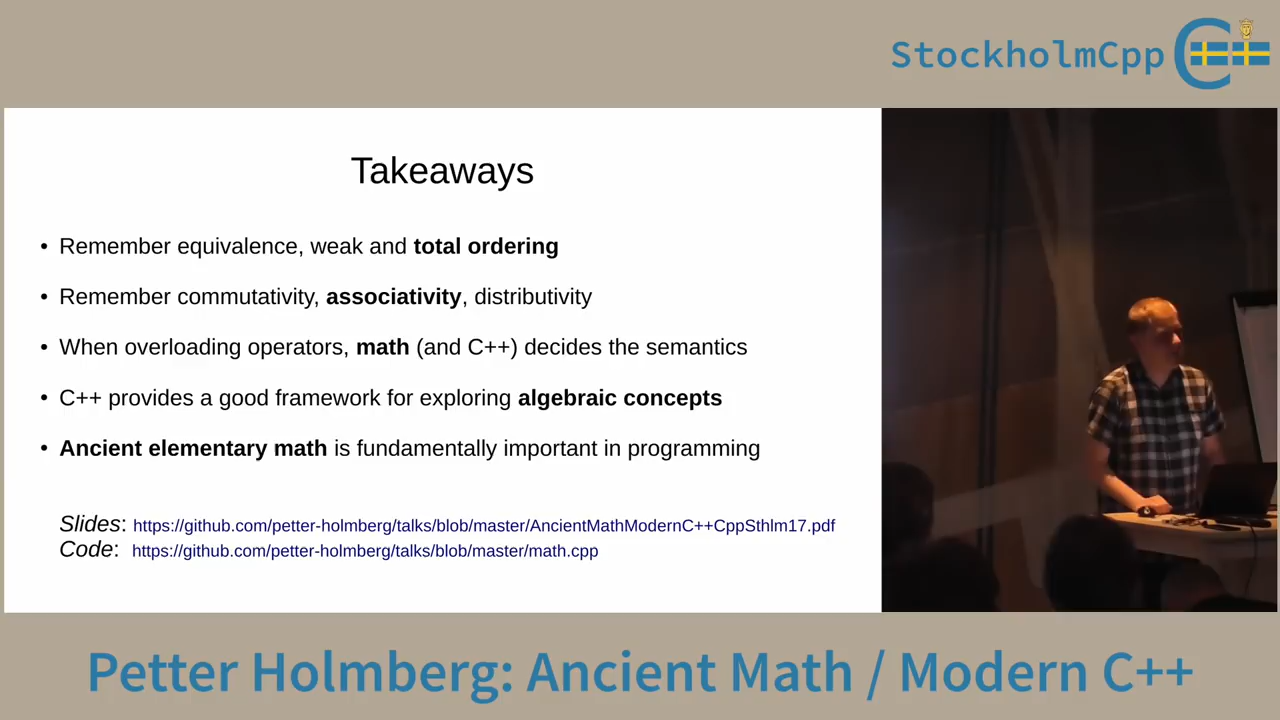 StockholmCpp
Takeaways
• Remember equivalence, weak and total ordering
• Remember commutativity, associativity, distributivity
• When overloading operators, math (and C++) decides the semantics
• C++ provides a good framework for exploring algebraic concepts
• Ancient elementary math is fundamentally important in programming
Slides: https://github.com/petter-holmberg/talks/blob/master/AncientMathModernC++CppSthlm17.pdf
Code: https://github.com/petter-holmberg/talks/blob/master/math.cpp
Petter Holmberg: Ancient Math / Modern C++